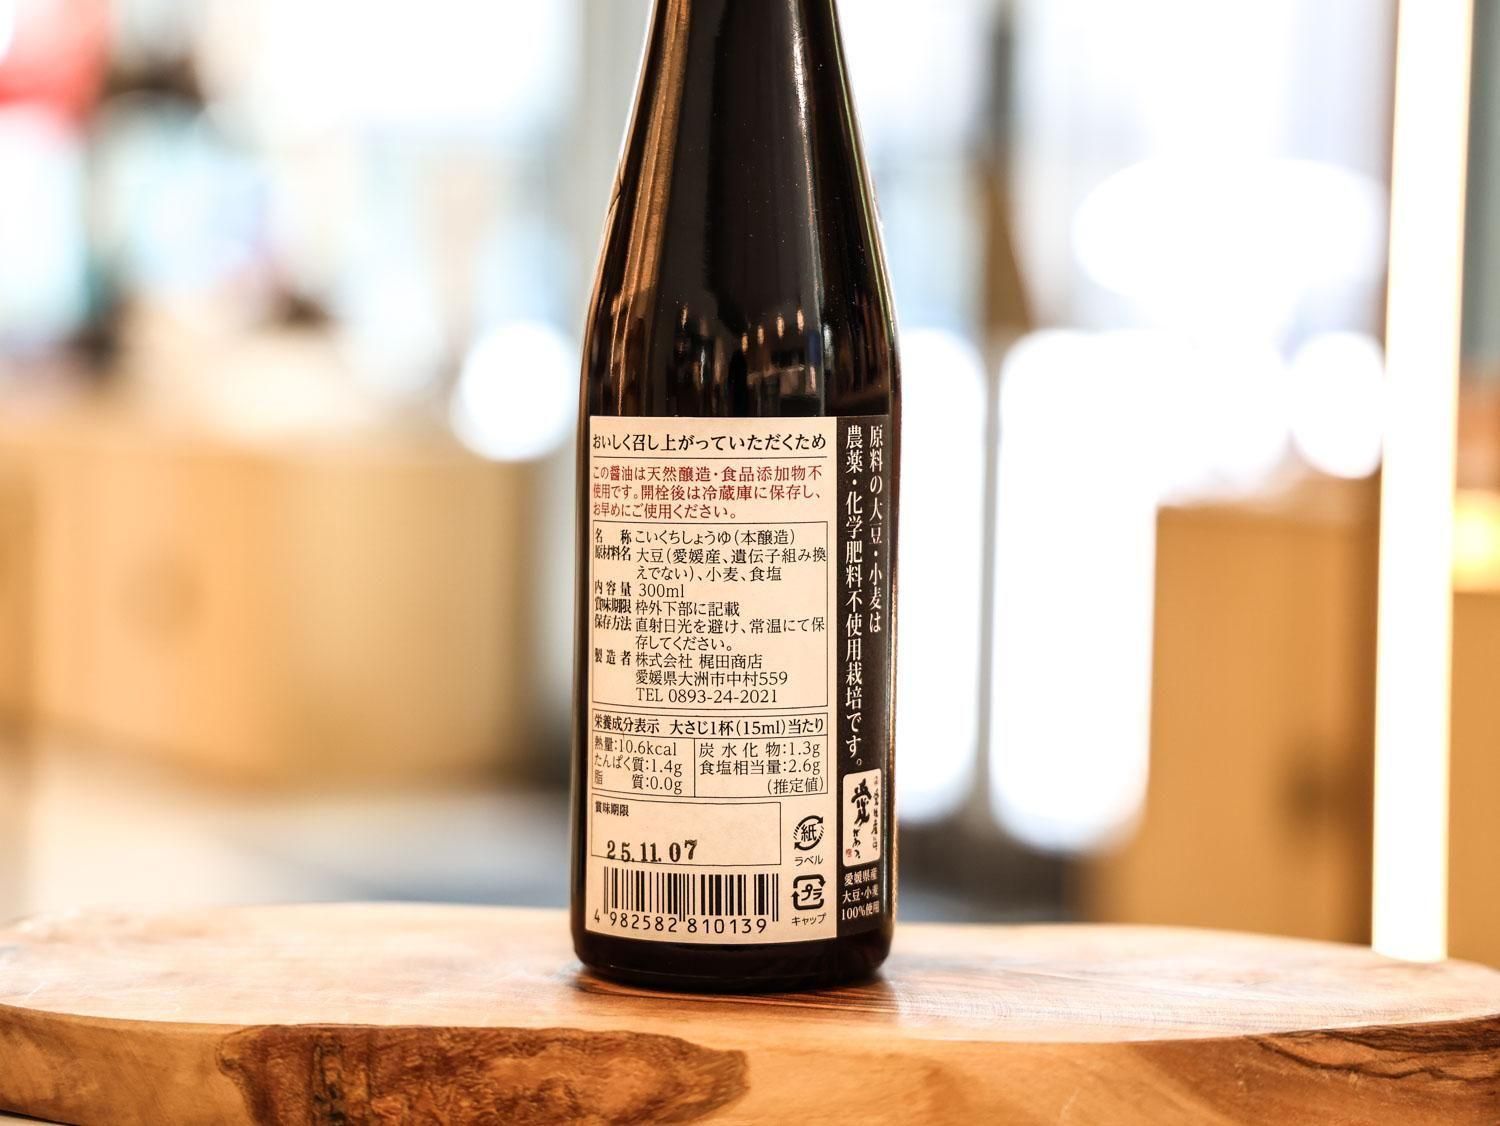 おいしく召し上がっていただくため
この醤油は天然醸造・食品添加物不
使用です。開栓後は冷蔵庫に保存し、
お早めにご使用ください。
名称 こいくちしょうゆ(本醸造)
原材料名 大豆(愛媛産、遺伝子組み換
えでない)、小麦、食塩
内容量 300ml
賞味期限 枠外下部に記載
保存方法 直射日光を避け、常温にて保
存してください。
製造者 株式会社 梶田商店
愛媛県大洲市中村559
TEL 0893-24-2021
栄養成分表示 大さじ1杯(15ml)当たり
熱量:10.6kcal
たんぱく質:1.4g
脂質:0.0g
炭水化物:1.3g
食塩相当量:2.6g
(推定値)
賞味期限
25.11.07
4 982582 810139
紙
ラベル
プラ
キャップ
原料の大豆・小麦は
農薬・化学肥料不使用栽培です。
愛
愛媛県産
大豆・小麦
100%使用